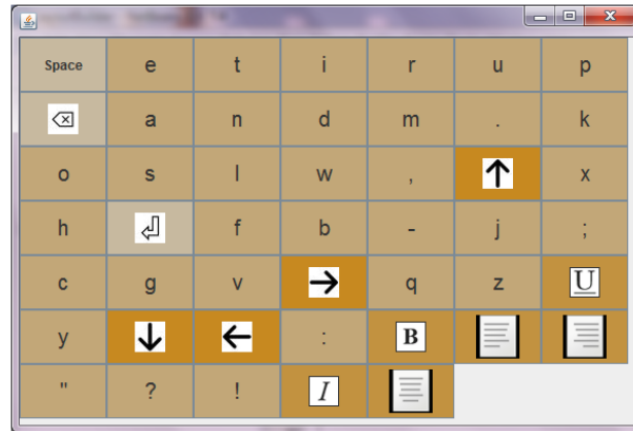 Space e t i r u p
a n d m . k
o s l w , x
h f b - j ;
c g v q z U
y : B
" ? ! I